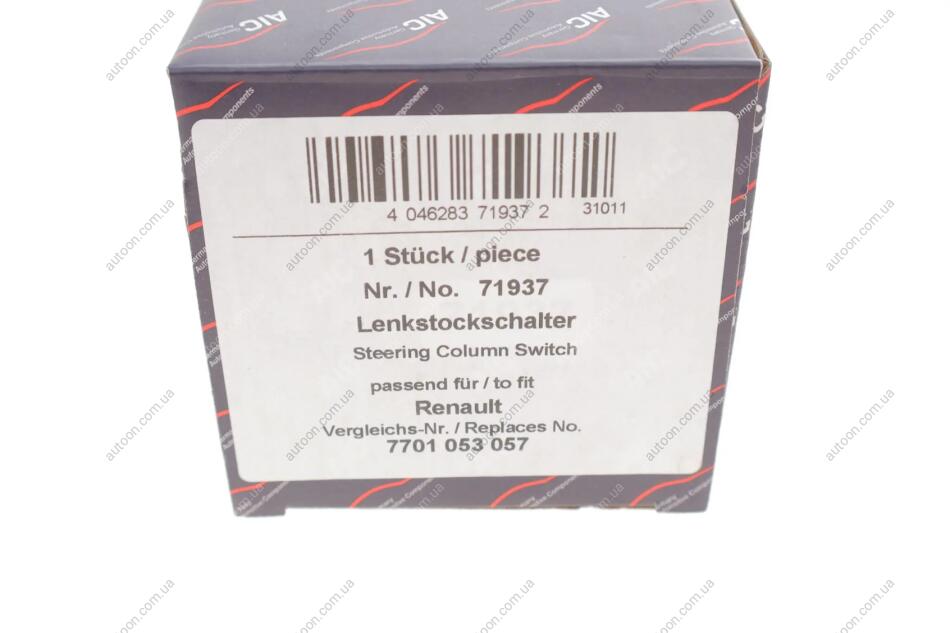 AIC
AIC
4 046283 71937 2
31011
1 Stück / piece
Nr. / No. 71937
Lenkstockschalter
Steering Column Switch
passend für / to fit
Renault
Vergleichs-Nr. / Replaces No.
7701 053 057
autoon.com.ua